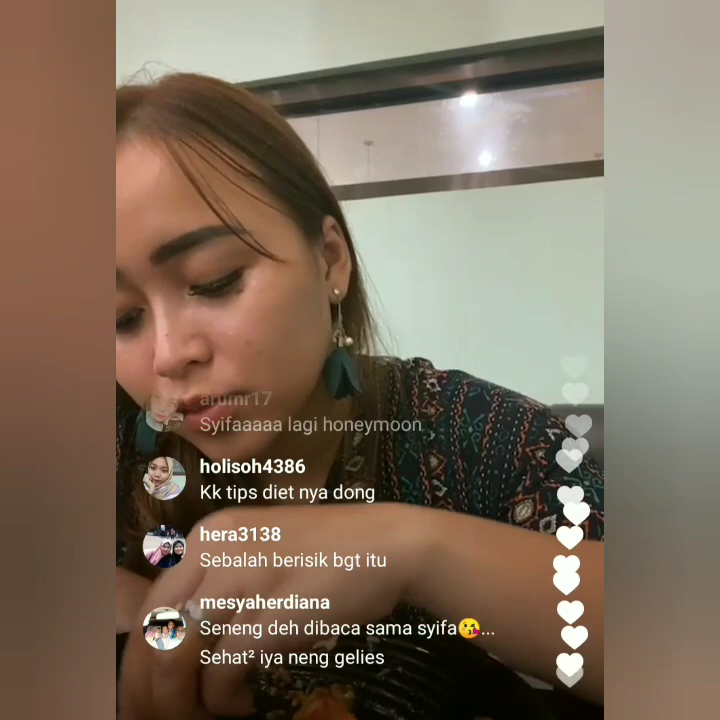 arumr17
Syifaaaaa lagi honeymoon
holisoh4386
Kk tips diet nya dong
hera3138
Sebalah berisik bgt itu
mesyaherdiana
Seneng deh dibaca sama syifa😘...
Sehat² iya neng gelies